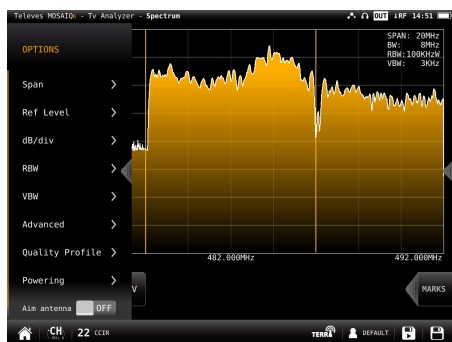 Televes MOSAIQ6 - Tv Analyzer - Spectrum
OUT ↓RF 14:51
OPTIONS
Span
Ref Level
dB/div
RBW
VBW
Advanced
Quality Profile
Powering
Aim antenna OFF
SPAN: 20MHz
BW: 8MHz
RBW:100KHzW
VBW: 3KHz
482.000MHz
492.000MHz
V
MARKS
CH
22 CCIR
TERR
DEFAULT